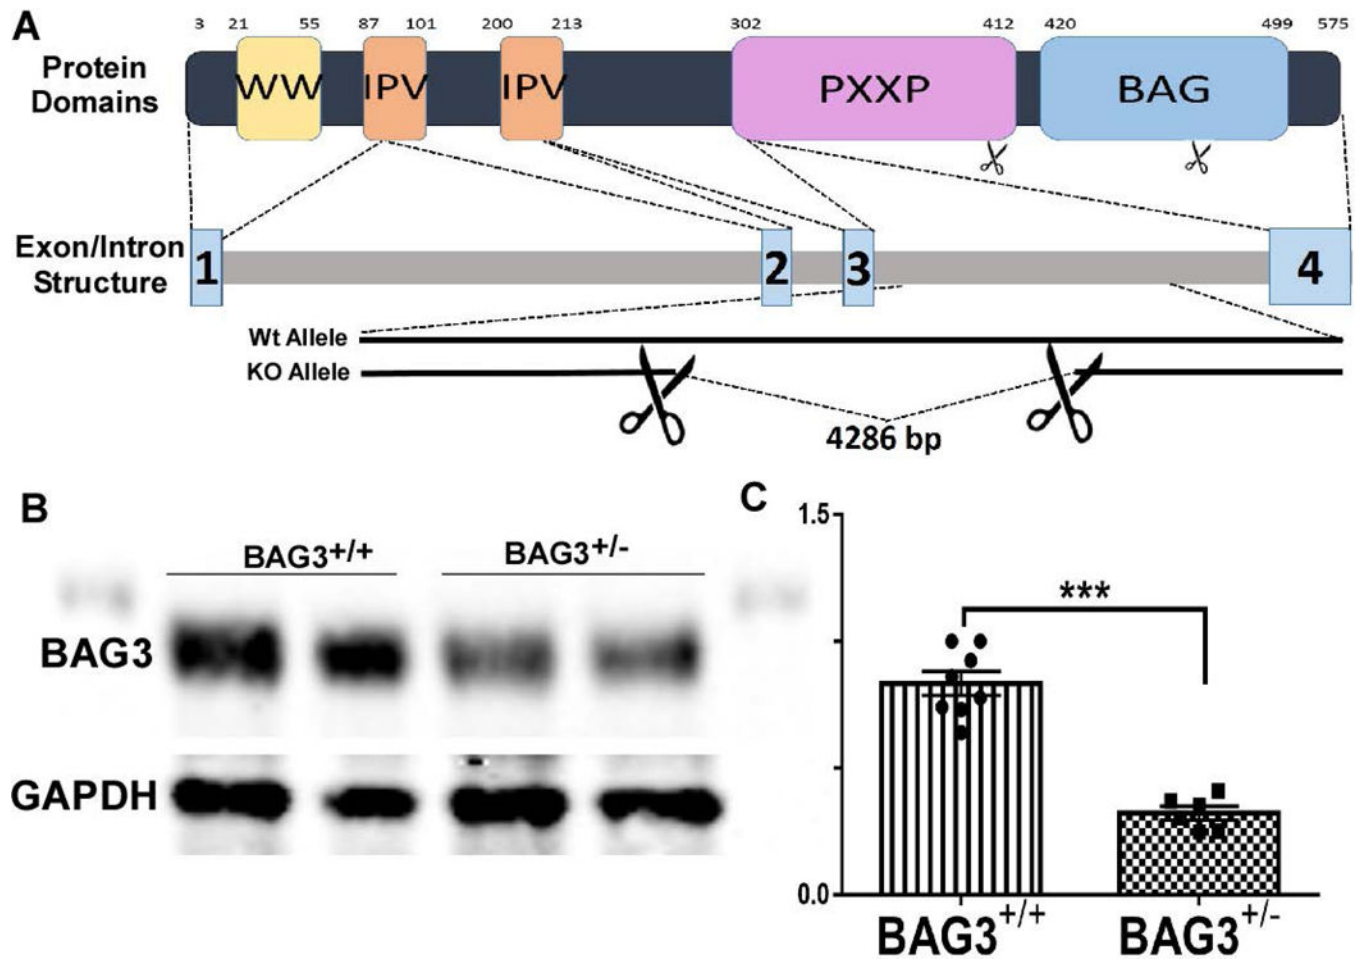 A
3 21 55 87 101 200 213 302 412 420 499 575
Protein
Domains
WW IPV IPV PXXP BAG
Exon/Intron
Structure
1 2 3 4
Wt Allele
KO Allele
4286 bp
B
BAG3+/+ BAG3+/-
BAG3
GAPDH
C
1.5
***
0.0
BAG3+/+ BAG3+/-